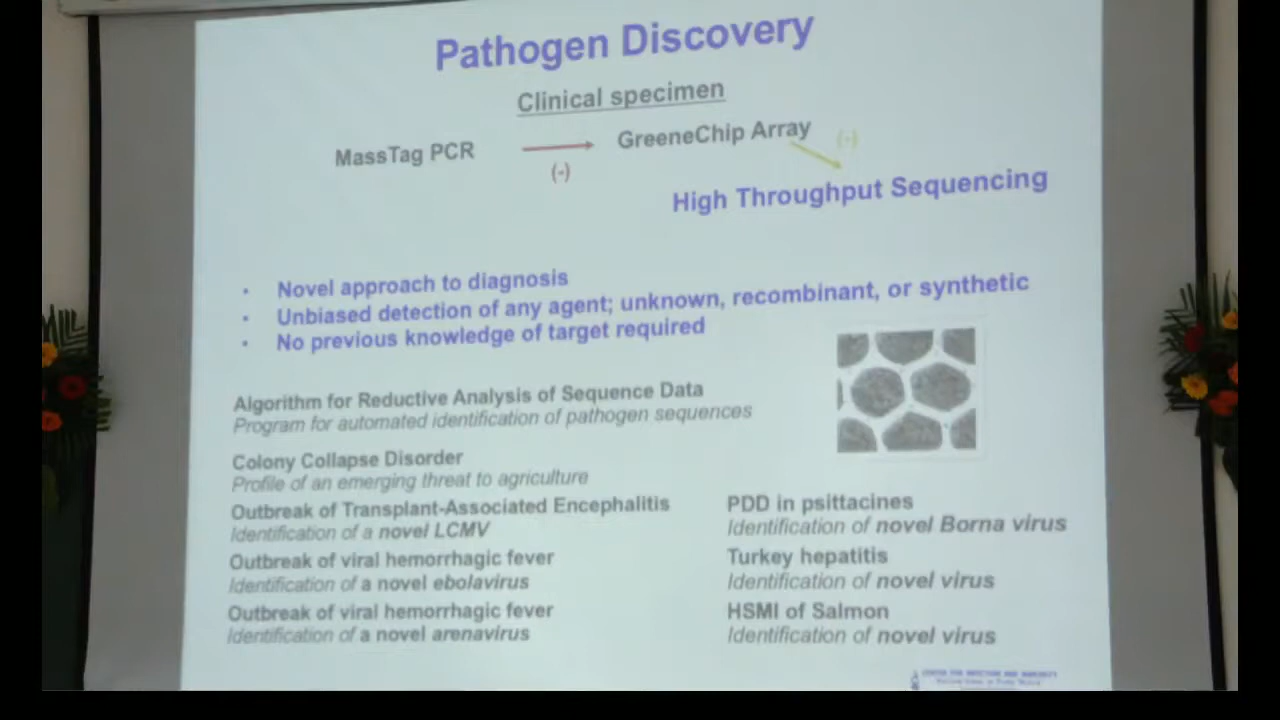 Pathogen Discovery
Clinical specimen
MassTag PCR
(-)
GreeneChip Array
(-)
High Throughput Sequencing
• Novel approach to diagnosis
• Unbiased detection of any agent; unknown, recombinant, or synthetic
• No previous knowledge of target required
Algorithm for Reductive Analysis of Sequence Data
Program for automated identification of pathogen sequences
Colony Collapse Disorder
Profile of an emerging threat to agriculture
Outbreak of Transplant-Associated Encephalitis
Identification of a novel LCMV
Outbreak of viral hemorrhagic fever
Identification of a novel ebolavirus
Outbreak of viral hemorrhagic fever
Identification of a novel arenavirus
PDD in psittacines
Identification of novel Borna virus
Turkey hepatitis
Identification of novel virus
HSMI of Salmon
Identification of novel virus
CENTER FOR INFECTION AND IMMUNITY